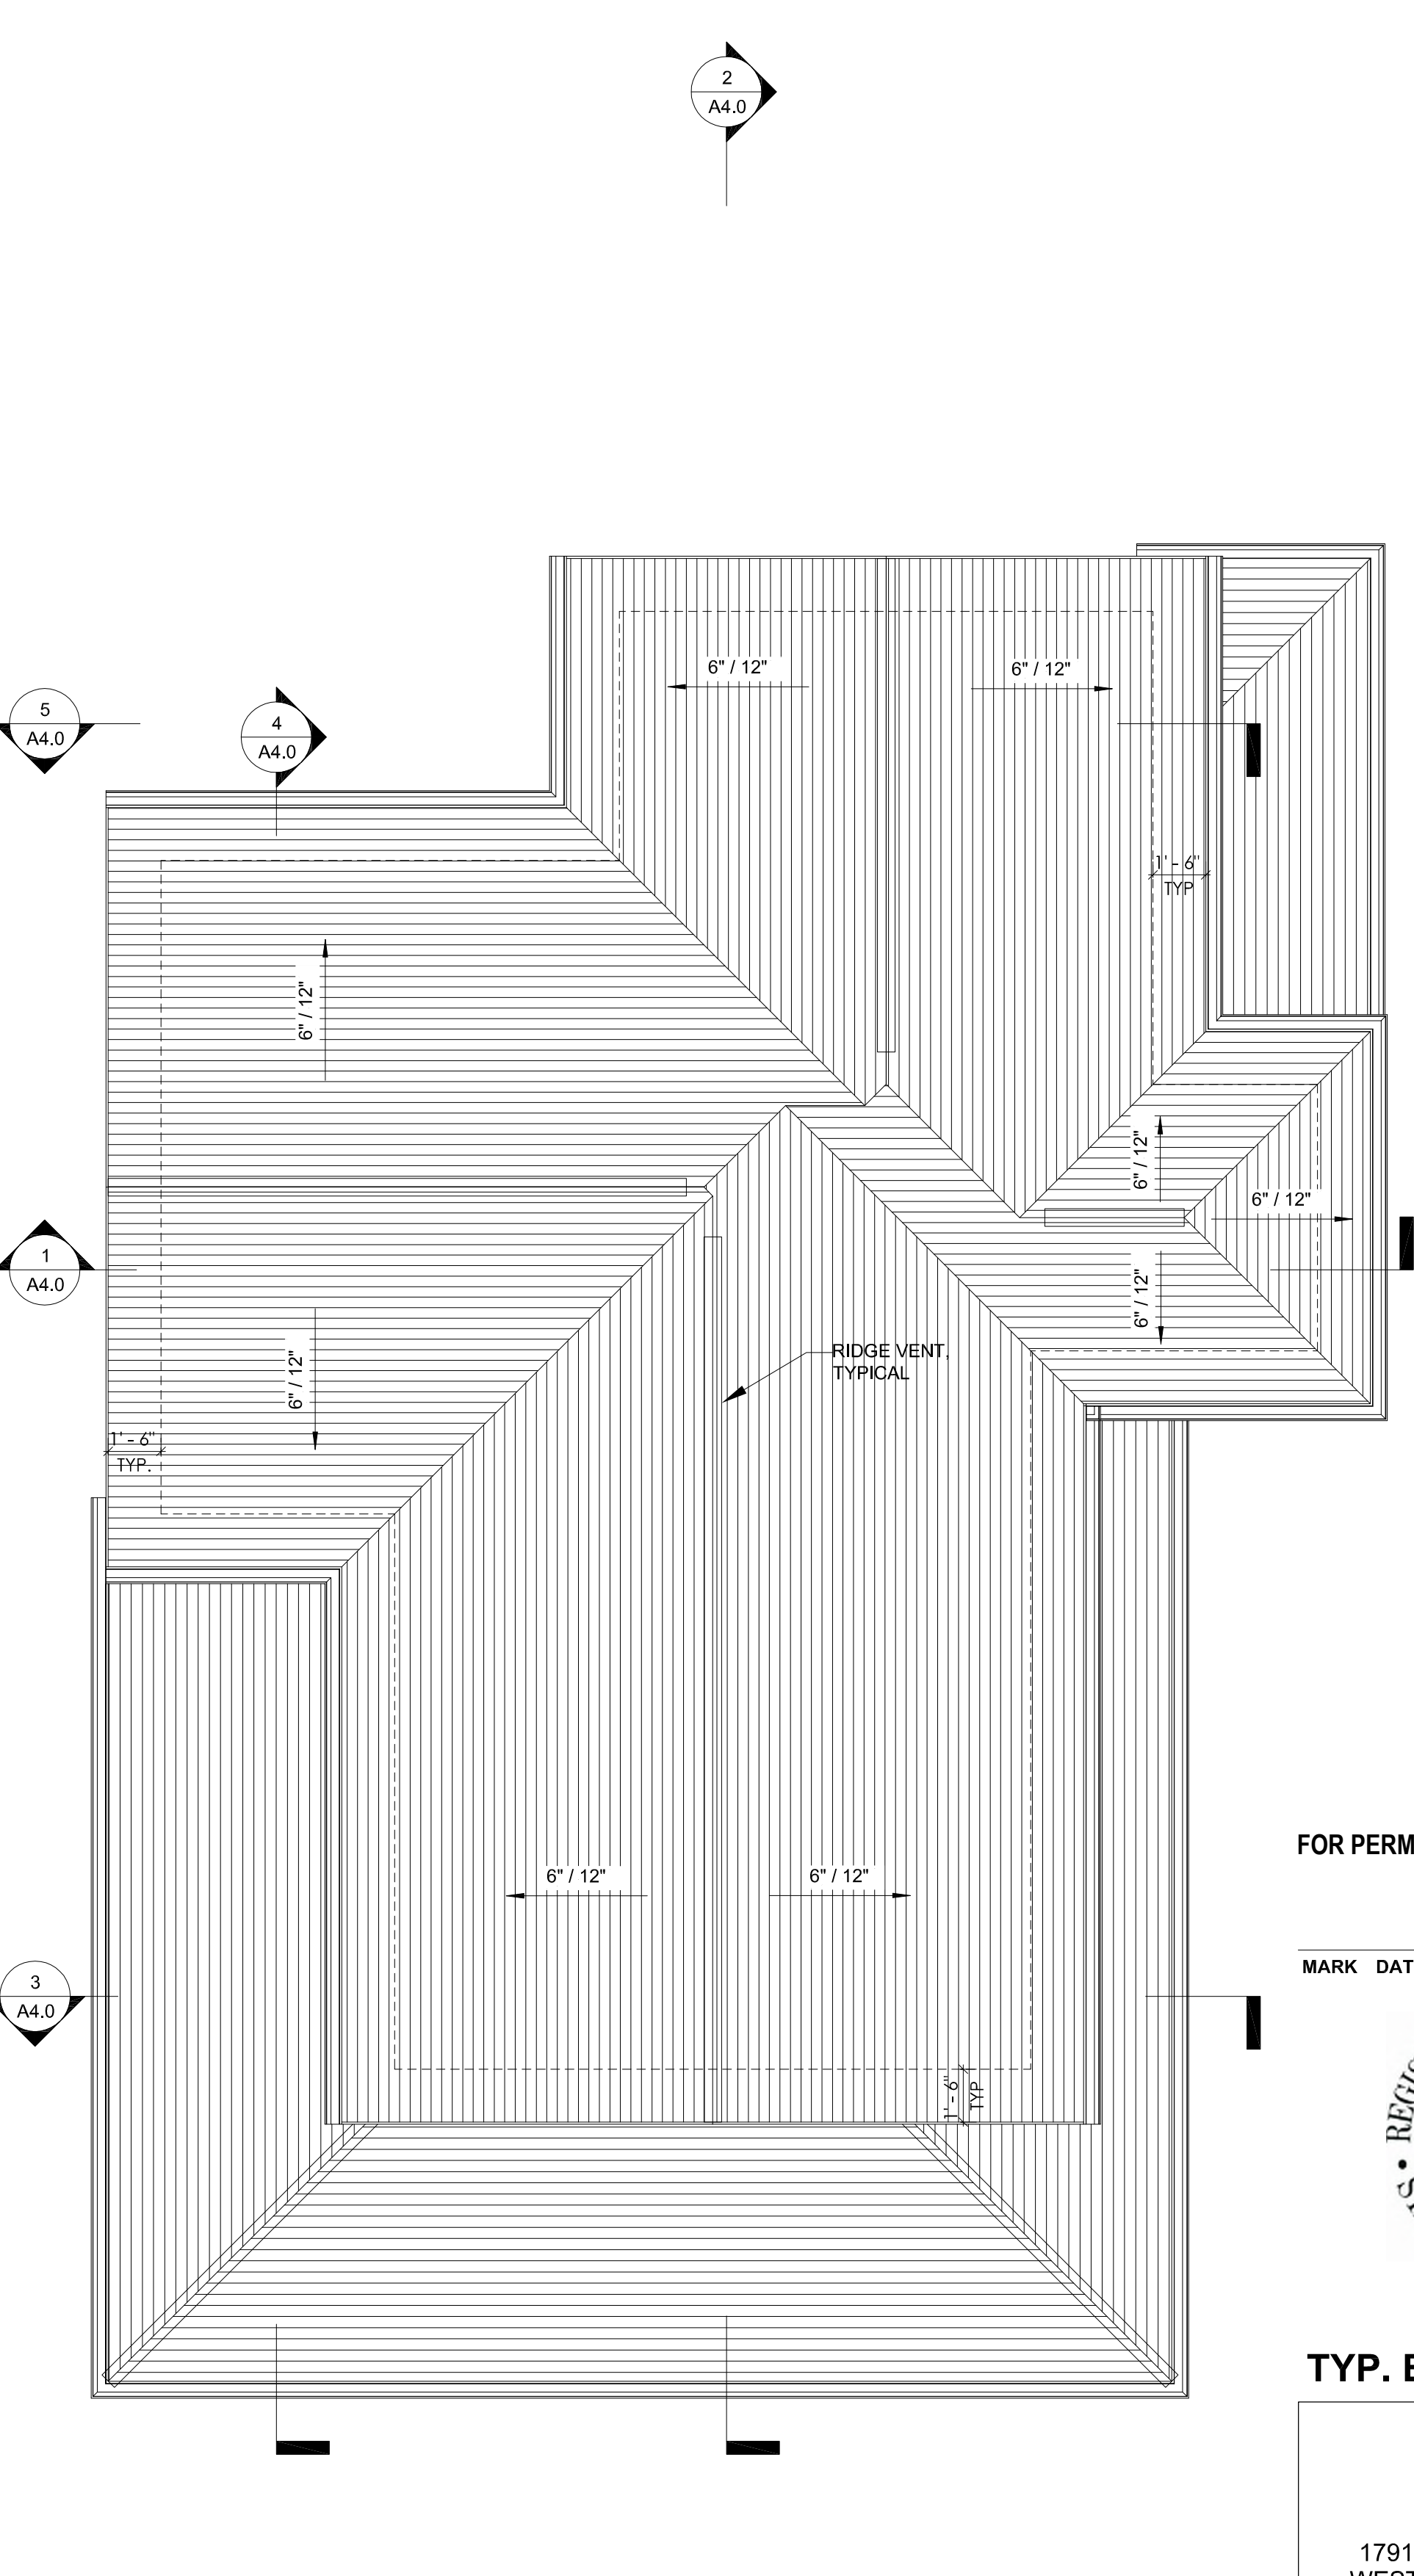 2
A4.0
6" / 12"
6" / 12"
5
A4.0
4
A4.0
1' - 6"
TYP
6" / 12"
6" / 12"
6" / 12"
1
A4.0
6" / 12"
RIDGE VENT,
TYPICAL
6" / 12"
1' - 6"
TYP.
FOR PERM
6" / 12"
6" / 12"
MARK DAT
3
A4.0
1' - 6"
TYP
S • REGIS
TYP. E
1791
WEST